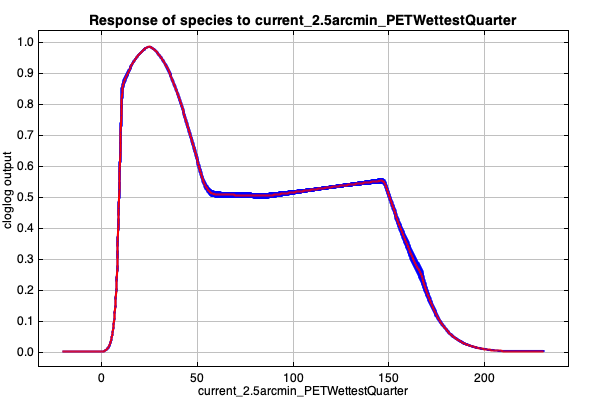 Response of species to current_2.5arcmin_PETWettestQuarter
cloglog output
1.0
0.9
0.8
0.7
0.6
0.5
0.4
0.3
0.2
0.1
0.0
0 50 100 150 200
current_2.5arcmin_PETWettestQuarter